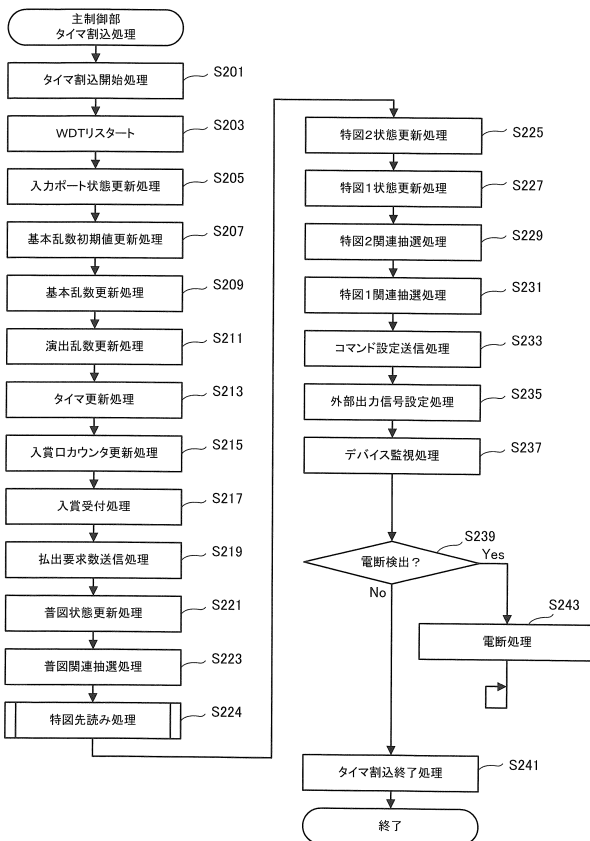 主制御部
タイマ割込処理
タイマ割込開始処理
S201
WDTリスタート
S203
入力ポート状態更新処理
S205
基本乱数初期値更新処理
S207
基本乱数更新処理
S209
演出乱数更新処理
S211
タイマ更新処理
S213
入賞口カウンタ更新処理
S215
入賞受付処理
S217
払出要求数送信処理
S219
普図状態更新処理
S221
普図関連抽選処理
S223
特図先読み処理
S224
特図2状態更新処理
S225
特図1状態更新処理
S227
特図2関連抽選処理
S229
特図1関連抽選処理
S231
コマンド設定送信処理
S233
外部出力信号設定処理
S235
デバイス監視処理
S237
電断検出？
S239
Yes
No
電断処理
S243
タイマ割込終了処理
S241
終了